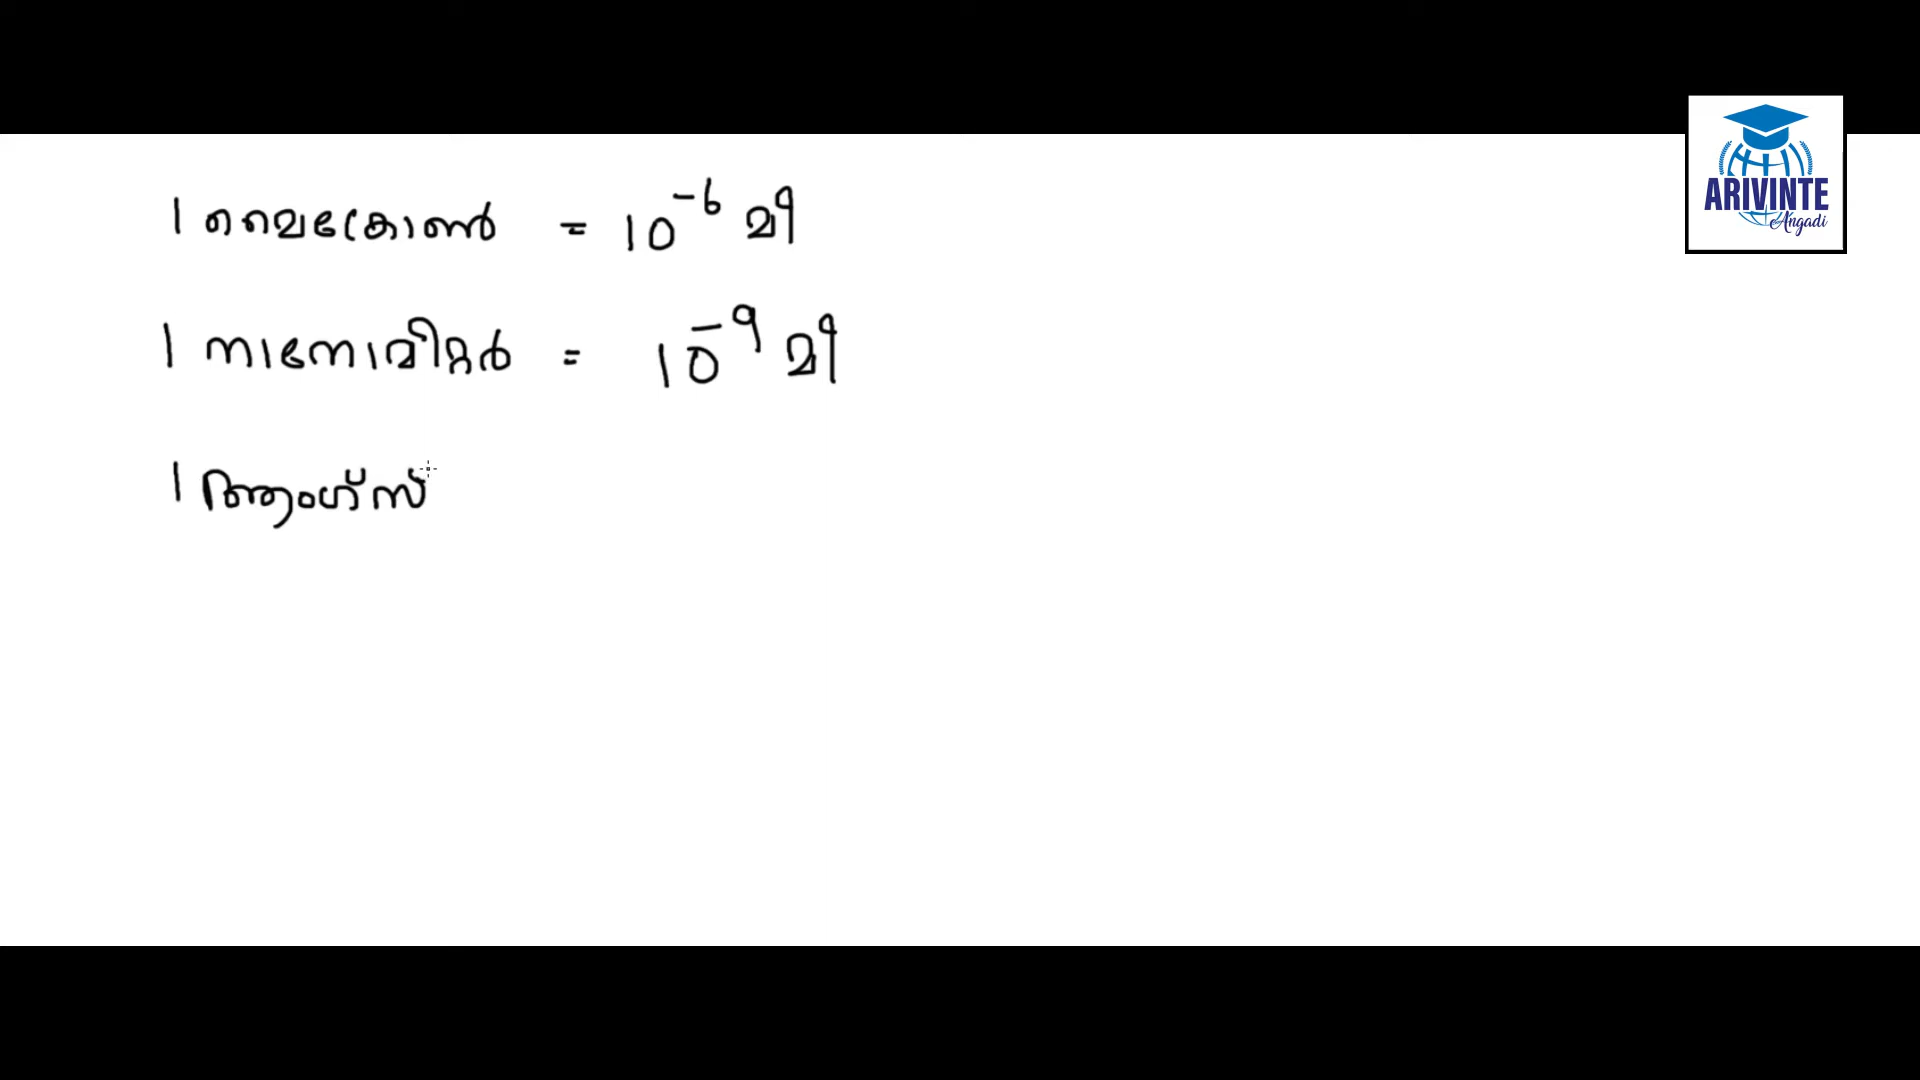 1 മൈക്രോൺ = 10⁻⁶ മീ
1 നാനോമീറ്റർ = 10⁻⁹ മീ
1 ആംഗ്സ്
ARIVINTE
Angadi